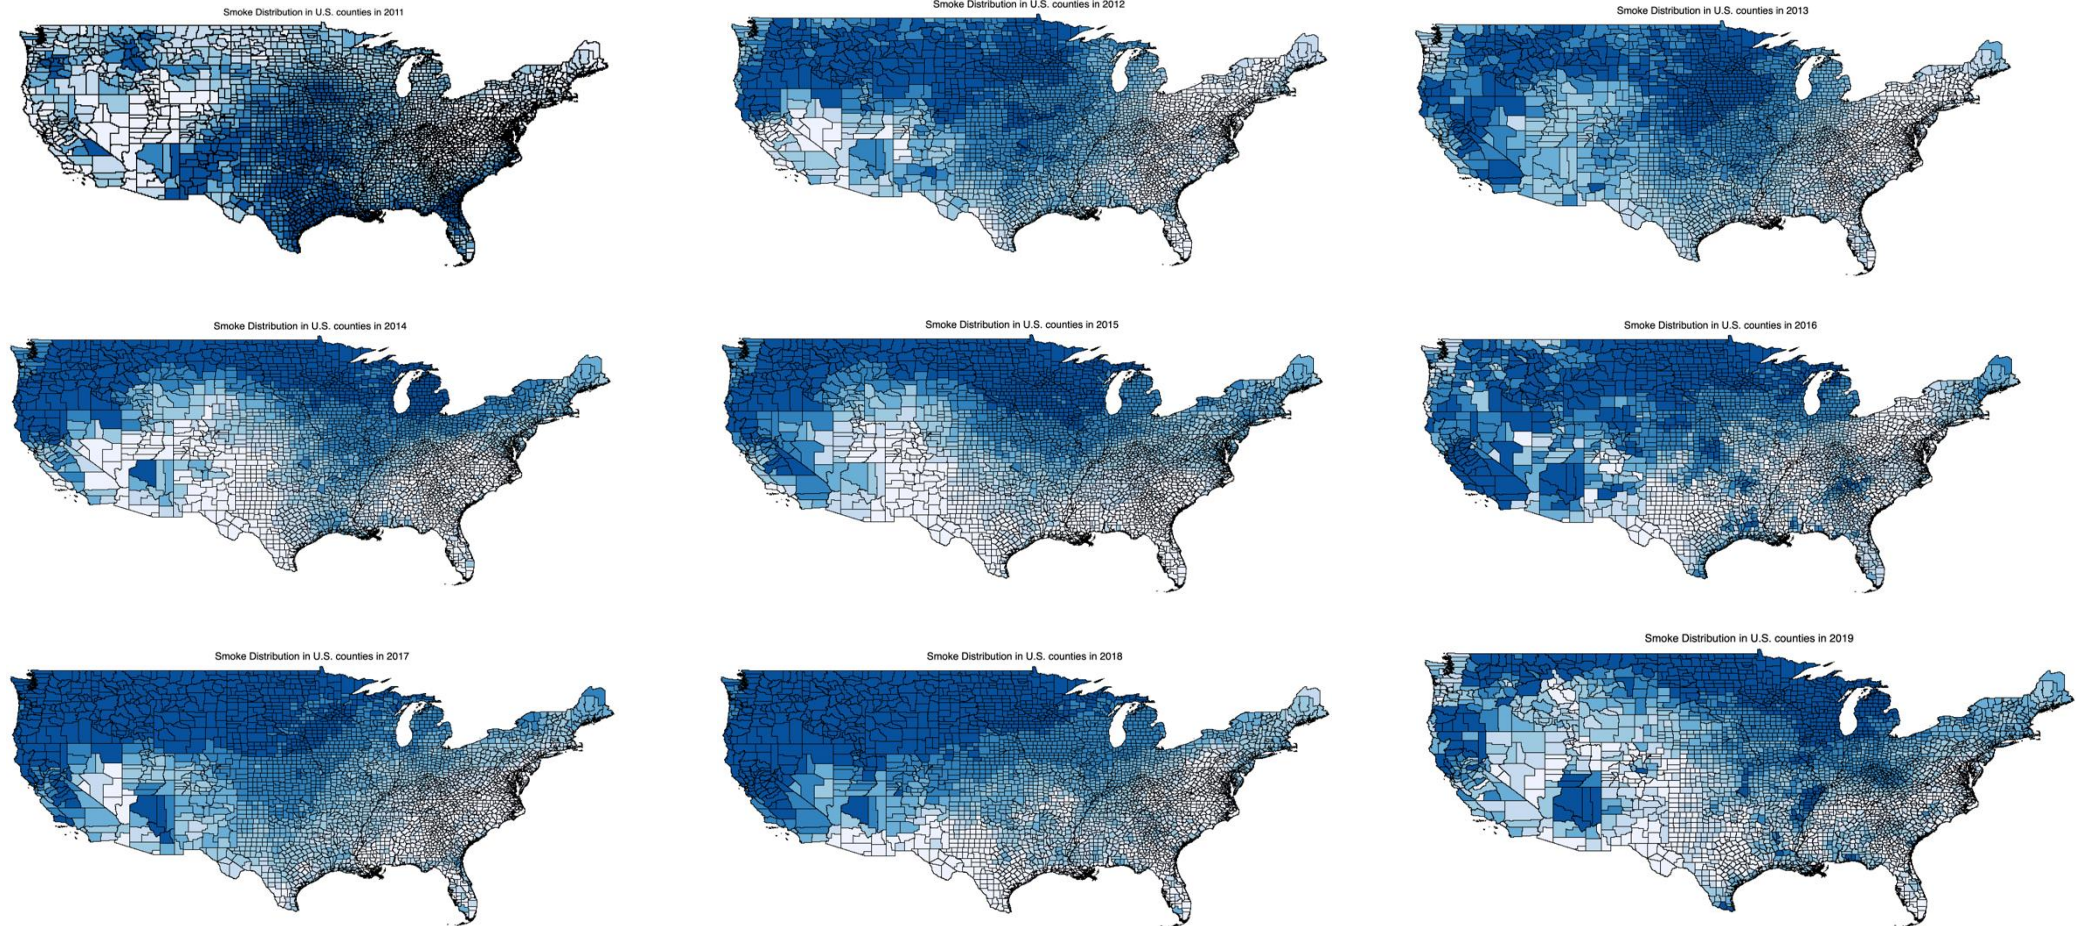 Smoke Distribution in U.S. counties in 2011
Smoke Distribution in U.S. counties in 2012
Smoke Distribution in U.S. counties in 2013
Smoke Distribution in U.S. counties in 2014
Smoke Distribution in U.S. counties in 2015
Smoke Distribution in U.S. counties in 2016
Smoke Distribution in U.S. counties in 2017
Smoke Distribution in U.S. counties in 2018
Smoke Distribution in U.S. counties in 2019